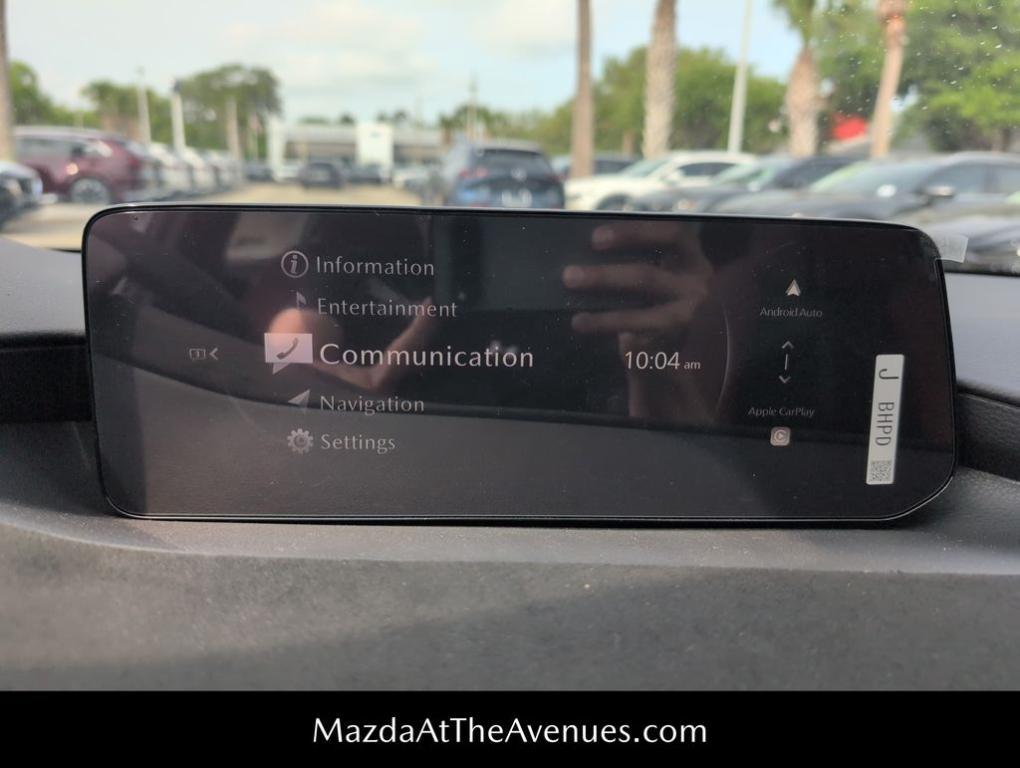 Information
Entertainment
Communication
Navigation
Settings
10:04 am
Android Auto
Apple CarPlay
J BHPD
MazdaAtTheAvenues.com